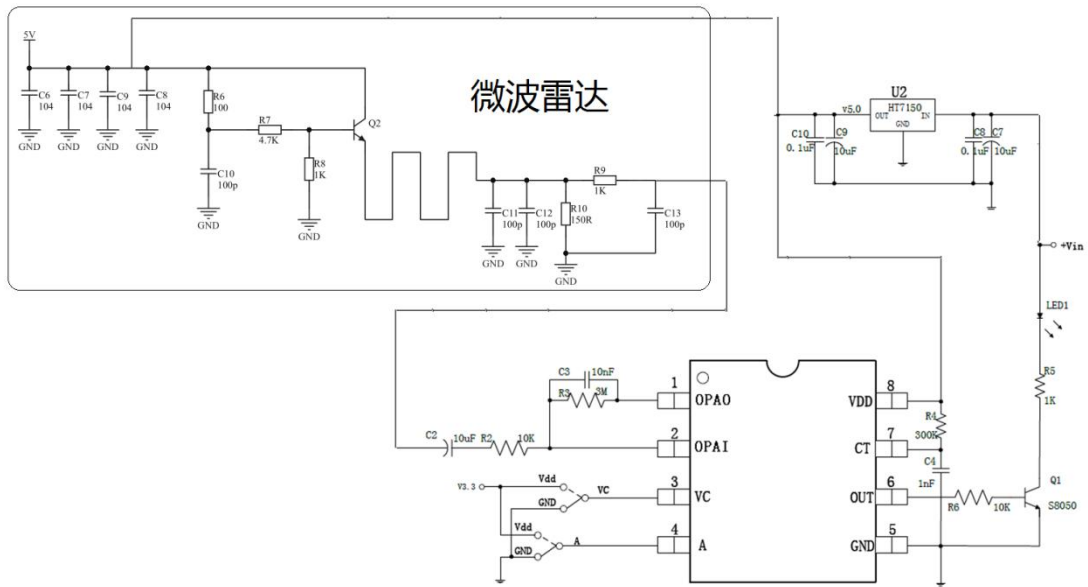 5V
C6
104
C7
104
C9
104
C8
104
GND
GND
GND
GND
R6
100
R7
4.7K
C10
100p
GND
R8
1K
GND
Q2
微波雷达
C11
100p
GND
C12
100p
GND
R10
150R
GND
R9
1K
C13
100p
U2
HT7150
OUT
IN
GND
v5.0
C10
0.1uF
C9
10uF
C8
0.1uF
C7
10uF
+Vin
LED1
R5
1K
C3
10nF
R3
3M
C2
10uF
R2
10K
V3.3
Vdd
GND
VC
Vdd
GND
A
1
OPAO
2
OPAI
3
VC
4
A
8
VDD
7
CT
6
OUT
5
GND
R4
300K
C4
1nF
R6
10K
Q1
S8050